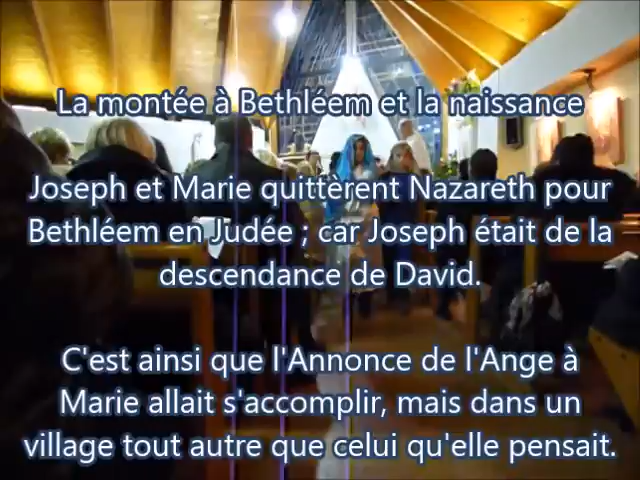 La montée à Bethléem et la naissance
Joseph et Marie quittèrent Nazareth pour
Bethléem en Judée ; car Joseph était de la
descendance de David.
C'est ainsi que l'Annonce de l'Ange à
Marie allait s'accomplir, mais dans un
village tout autre que celui qu'elle pensait.